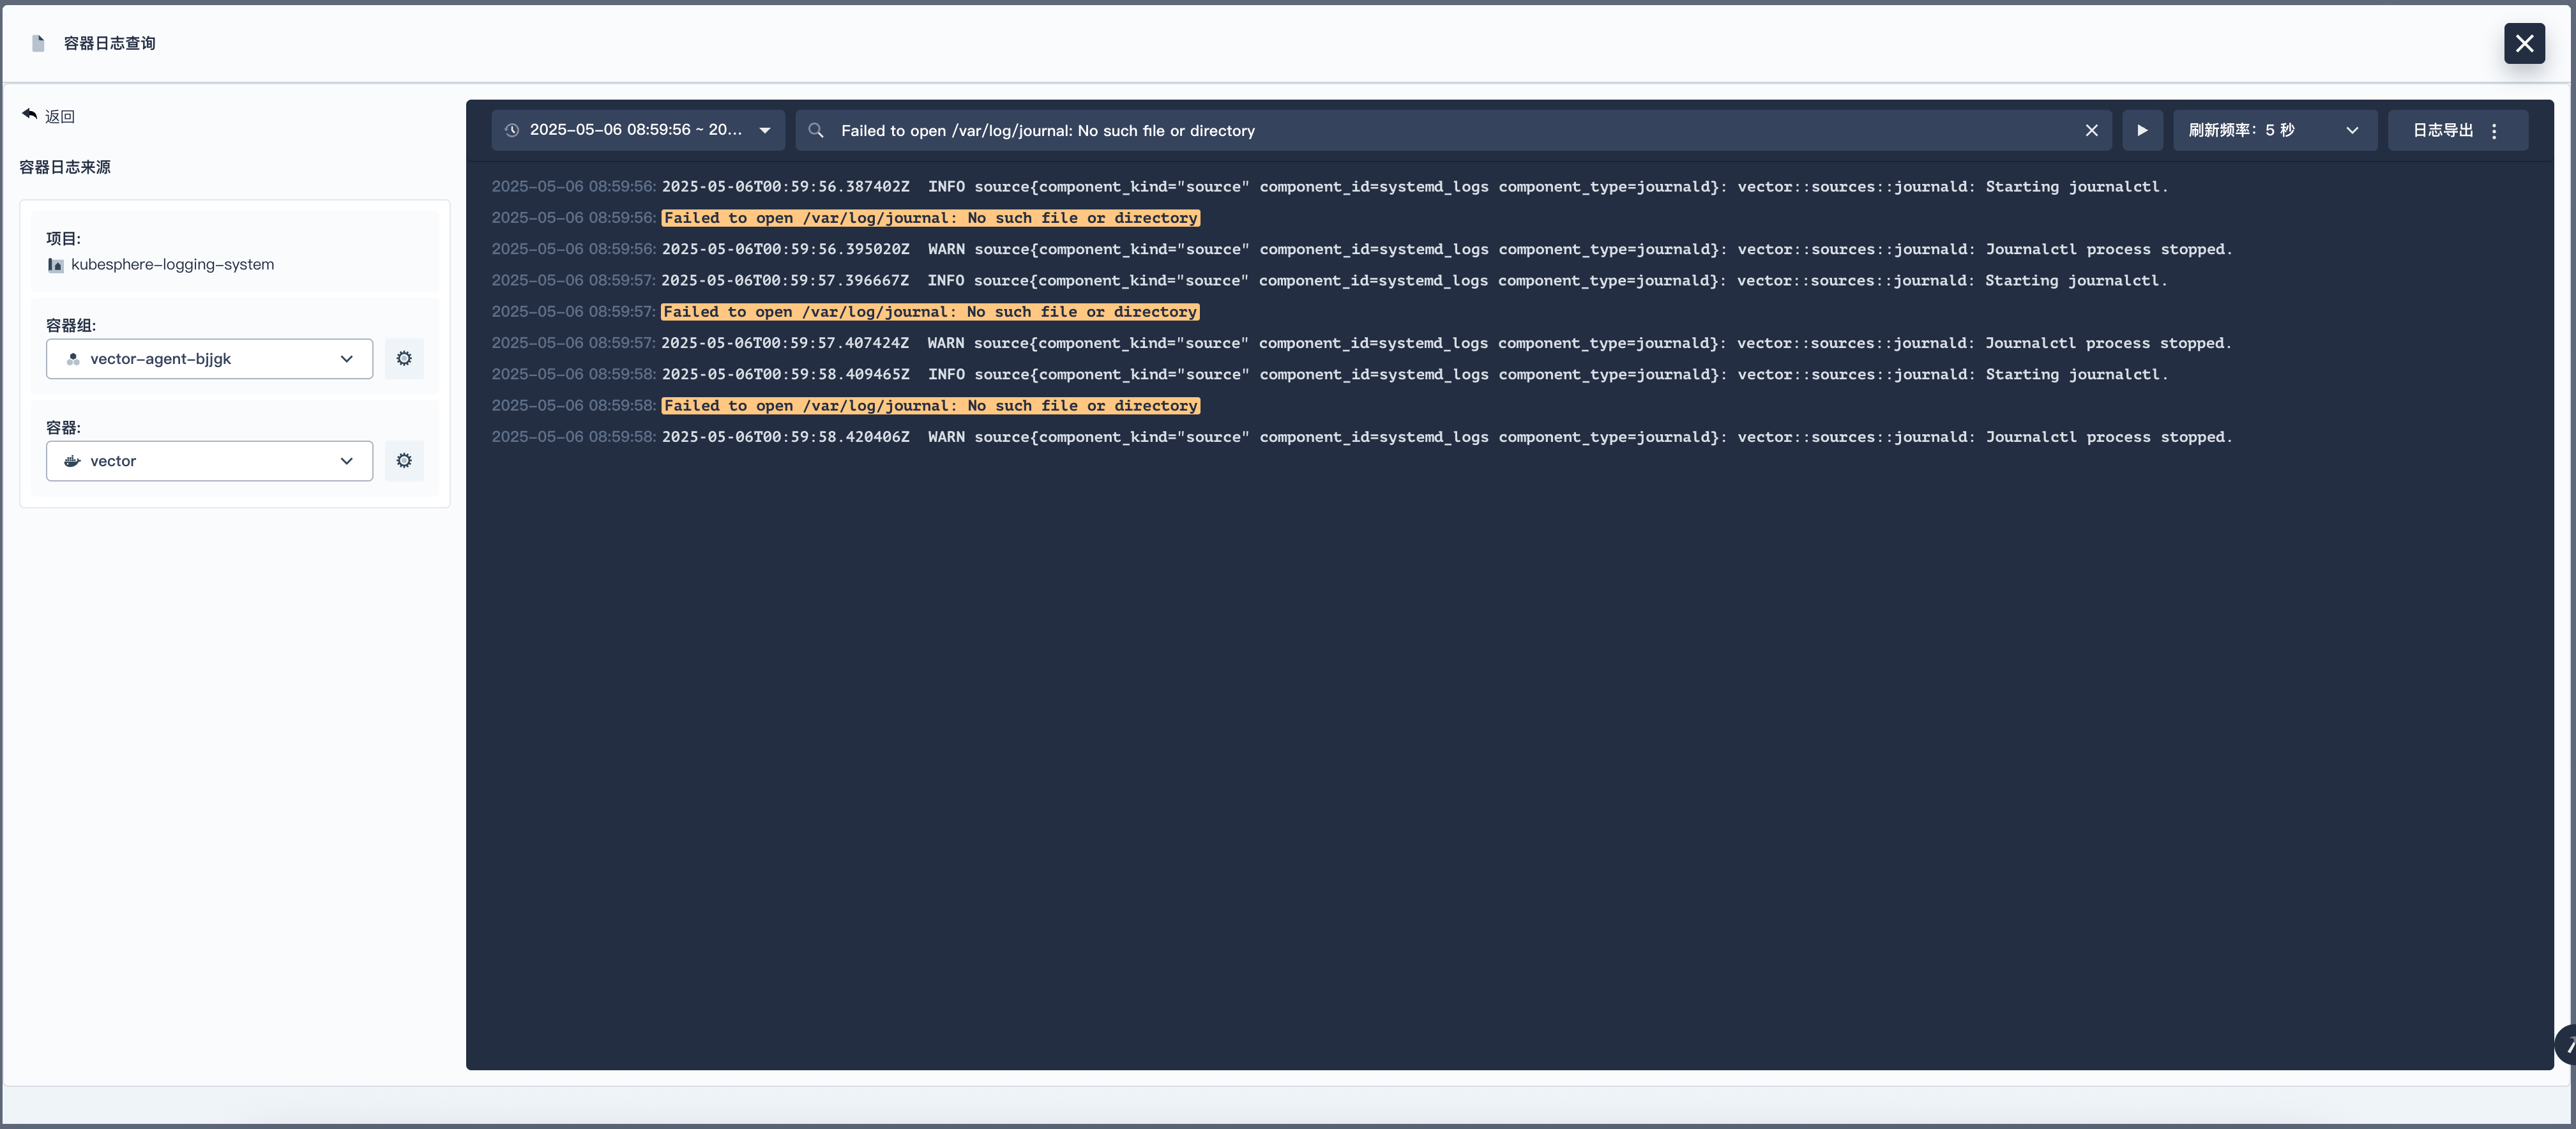 容器日志查询
返回
容器日志来源
项目:
kubesphere-logging-system
容器组:
vector-agent-bjjgk
容器:
vector
2025-05-06 08:59:56 ~ 20...
Failed to open /var/log/journal: No such file or directory
刷新频率: 5 秒
日志导出
2025-05-06 08:59:56: 2025-05-06T00:59:56.387402Z  INFO source{component_kind="source" component_id=systemd_logs component_type=journald}: vector::sources::journald: Starting journalctl.
2025-05-06 08:59:56: Failed to open /var/log/journal: No such file or directory
2025-05-06 08:59:56: 2025-05-06T00:59:56.395020Z  WARN source{component_kind="source" component_id=systemd_logs component_type=journald}: vector::sources::journald: Journalctl process stopped.
2025-05-06 08:59:57: 2025-05-06T00:59:57.396667Z  INFO source{component_kind="source" component_id=systemd_logs component_type=journald}: vector::sources::journald: Starting journalctl.
2025-05-06 08:59:57: Failed to open /var/log/journal: No such file or directory
2025-05-06 08:59:57: 2025-05-06T00:59:57.407424Z  WARN source{component_kind="source" component_id=systemd_logs component_type=journald}: vector::sources::journald: Journalctl process stopped.
2025-05-06 08:59:58: 2025-05-06T00:59:58.409465Z  INFO source{component_kind="source" component_id=systemd_logs component_type=journald}: vector::sources::journald: Starting journalctl.
2025-05-06 08:59:58: Failed to open /var/log/journal: No such file or directory
2025-05-06 08:59:58: 2025-05-06T00:59:58.420406Z  WARN source{component_kind="source" component_id=systemd_logs component_type=journald}: vector::sources::journald: Journalctl process stopped.